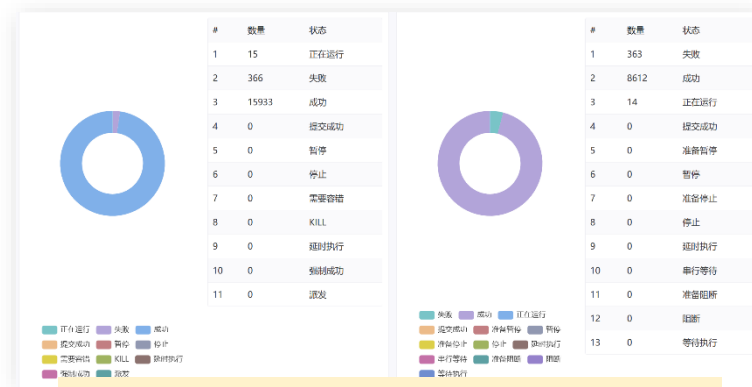 # 数量 状态
1 15 正在运行
2 366 失败
3 15933 成功
4 0 提交成功
5 0 暂停
6 0 停止
7 0 需要容错
8 0 KILL
9 0 延时执行
10 0 强制成功
11 0 派发
正在运行 失败 成功
提交成功 暂停 停止
需要容错 KILL 延时执行
强制成功 派发
# 数量 状态
1 363 失败
2 8612 成功
3 14 正在运行
4 0 提交成功
5 0 准备暂停
6 0 暂停
7 0 准备停止
8 0 停止
9 0 延时执行
10 0 串行等待
11 0 准备阻断
12 0 阻断
13 0 等待执行
失败 成功 正在运行
提交成功 准备暂停 暂停
准备停止 停止 延时执行
串行等待 准备阻断 阻断
等待执行